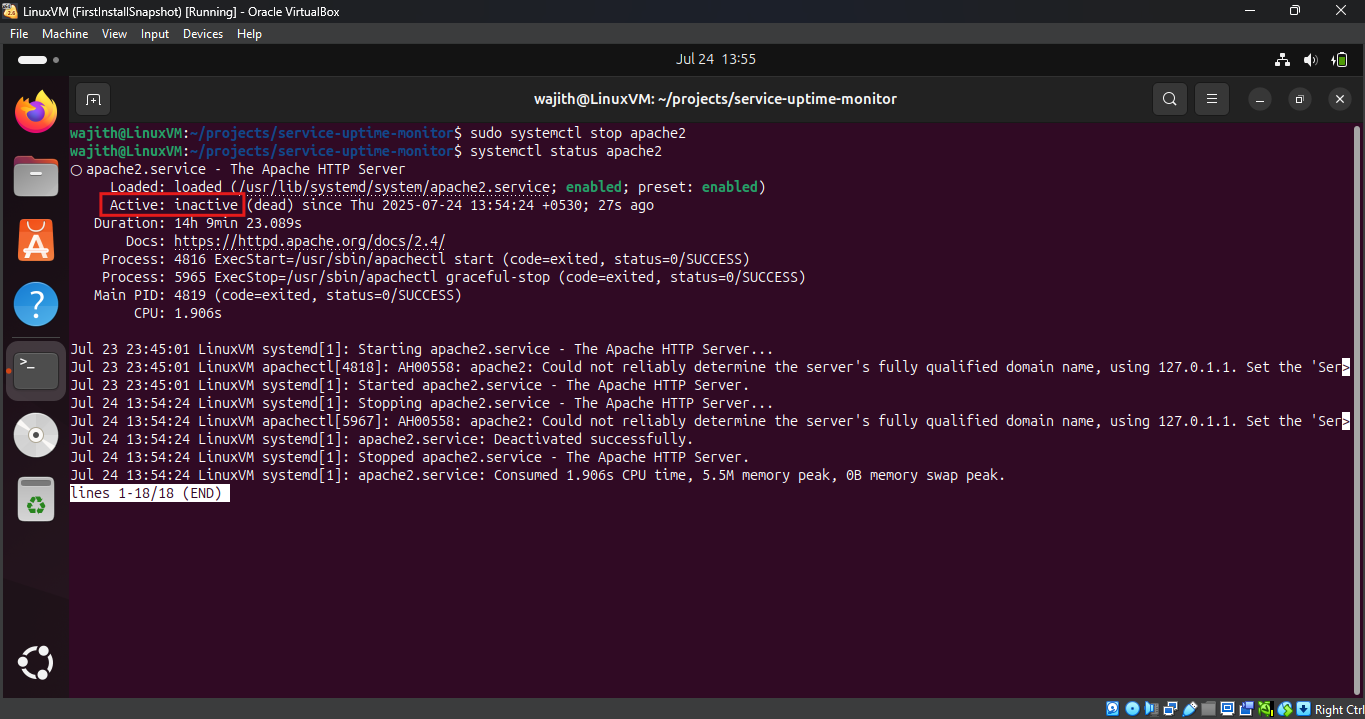 LinuxVM (FirstInstallSnapshot) [Running] - Oracle VirtualBox
File Machine View Input Devices Help
Jul 24 13:55
wajith@LinuxVM: ~/projects/service-uptime-monitor
wajith@LinuxVM:~/projects/service-uptime-monitor$ sudo systemctl stop apache2
wajith@LinuxVM:~/projects/service-uptime-monitor$ systemctl status apache2
○ apache2.service - The Apache HTTP Server
Loaded: loaded (/usr/lib/systemd/system/apache2.service; enabled; preset: enabled)
Active: inactive (dead) since Thu 2025-07-24 13:54:24 +0530; 27s ago
Duration: 14h 9min 23.089s
Docs: https://httpd.apache.org/docs/2.4/
Process: 4816 ExecStart=/usr/sbin/apachectl start (code=exited, status=0/SUCCESS)
Process: 5965 ExecStop=/usr/sbin/apachectl graceful-stop (code=exited, status=0/SUCCESS)
Main PID: 4819 (code=exited, status=0/SUCCESS)
CPU: 1.906s
Jul 23 23:45:01 LinuxVM systemd[1]: Starting apache2.service - The Apache HTTP Server...
Jul 23 23:45:01 LinuxVM apachectl[4818]: AH00558: apache2: Could not reliably determine the server's fully qualified domain name, using 127.0.1.1. Set the 'Ser>
Jul 23 23:45:01 LinuxVM systemd[1]: Started apache2.service - The Apache HTTP Server.
Jul 24 13:54:24 LinuxVM systemd[1]: Stopping apache2.service - The Apache HTTP Server...
Jul 24 13:54:24 LinuxVM apachectl[5967]: AH00558: apache2: Could not reliably determine the server's fully qualified domain name, using 127.0.1.1. Set the 'Ser>
Jul 24 13:54:24 LinuxVM systemd[1]: apache2.service: Deactivated successfully.
Jul 24 13:54:24 LinuxVM systemd[1]: Stopped apache2.service - The Apache HTTP Server.
Jul 24 13:54:24 LinuxVM systemd[1]: apache2.service: Consumed 1.906s CPU time, 5.5M memory peak, 0B memory swap peak.
lines 1-18/18 (END)
Right Ctrl